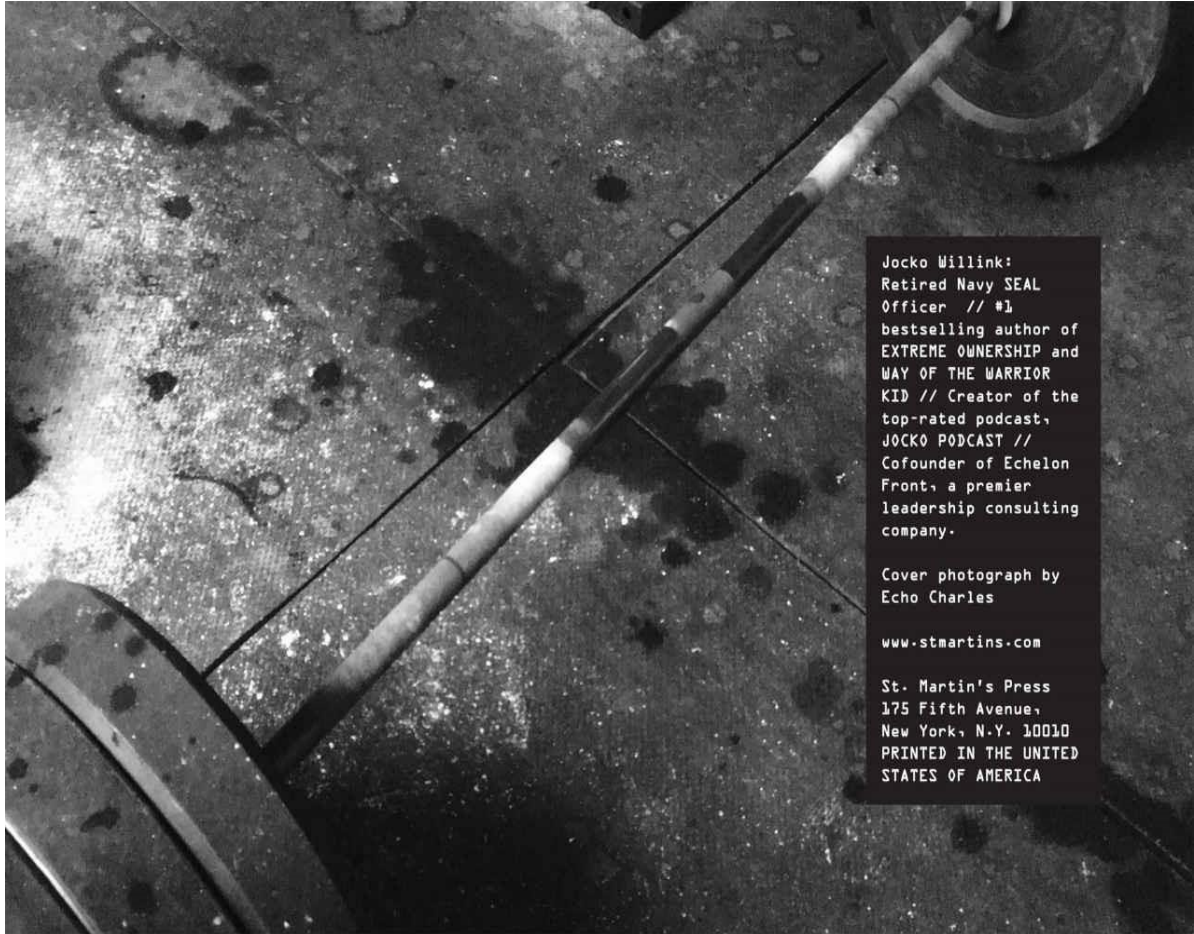 Jocko Willink:
Retired Navy SEAL
Officer // #1
bestselling author of
EXTREME OWNERSHIP and
WAY OF THE WARRIOR
KID // Creator of the
top-rated podcast,
JOCKO PODCAST //
Cofounder of Echelon
Front, a premier
leadership consulting
company.
Cover photograph by
Echo Charles
www.stmartins.com
St. Martin's Press
175 Fifth Avenue,
New York, N.Y. 10010
PRINTED IN THE UNITED
STATES OF AMERICA